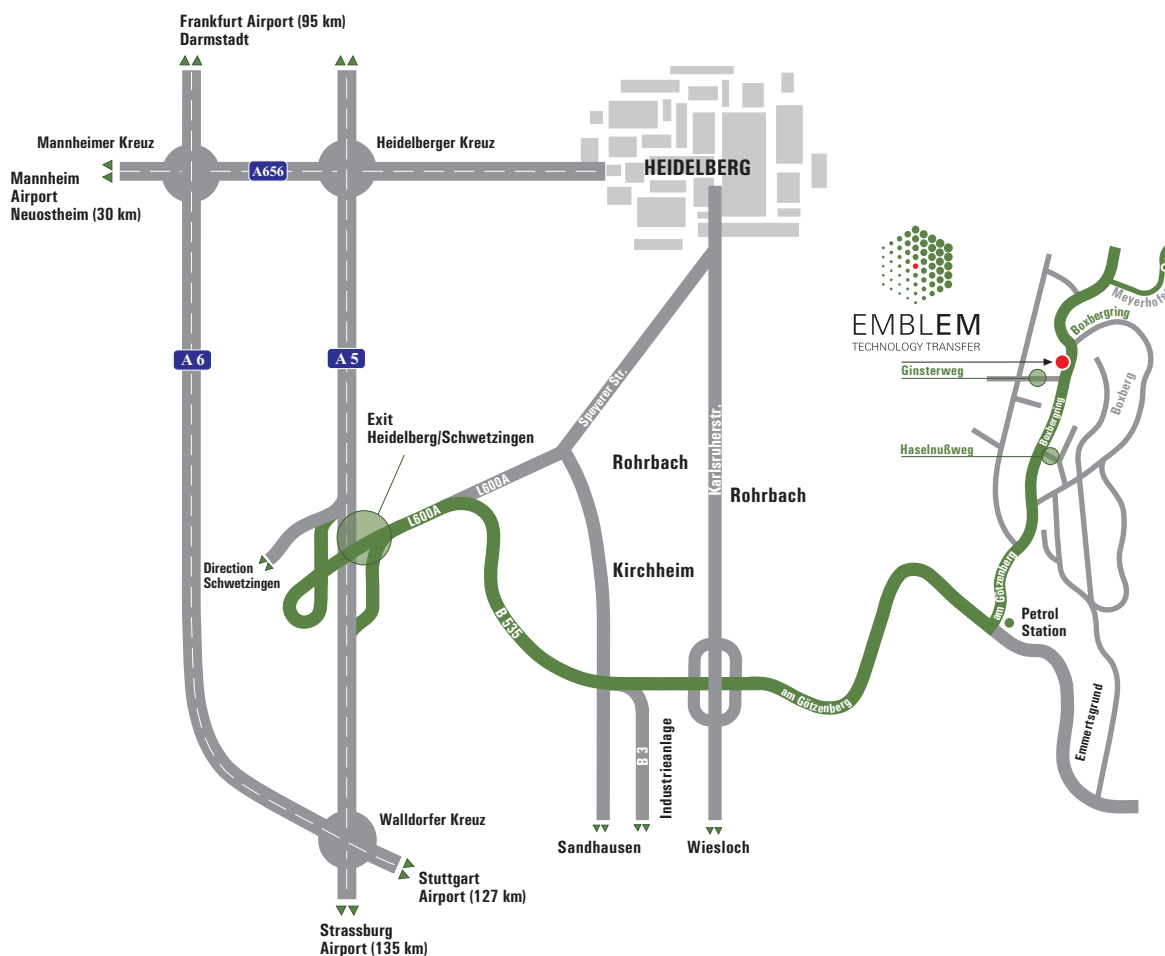 Frankfurt Airport (95 km)
Darmstadt
Mannheimer Kreuz
Heidelberger Kreuz
A656
HEIDELBERG
Mannheim
Airport
Neuostheim (30 km)
EMBLEM
TECHNOLOGY TRANSFER
Meyerhofs
Boxbergring
Ginsterweg
Boxberg
Boxbergring
Haselnußweg
A 6
A 5
Speyerer Str.
Karlsruherstr.
Exit
Heidelberg/Schwetzingen
Rohrbach
Rohrbach
L600A
L600A
Direction
Schwetzingen
Kirchheim
B 535
am Götzenberg
am Götzenberg
Petrol
Station
Emmertsgrund
B 3
Industrieanlage
Walldorfer Kreuz
Sandhausen
Wiesloch
Stuttgart
Airport (127 km)
Strassburg
Airport (135 km)